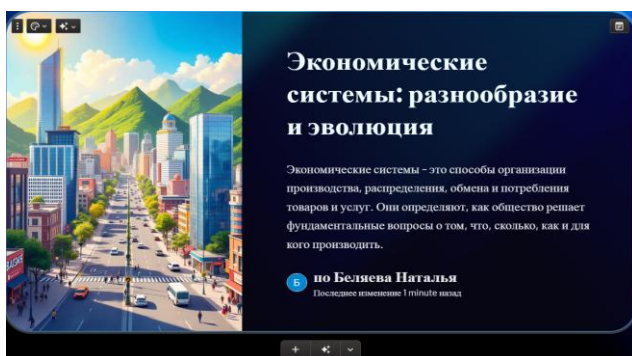 Экономические
системы: разнообразие
и эволюция
Экономические системы - это способы организации
производства, распределения, обмена и потребления
товаров и услуг. Они определяют, как общество решает
фундаментальные вопросы о том, что, сколько, как и для
кого производить.
Б
по Беляева Наталья
Последнее изменение 1 minute назад